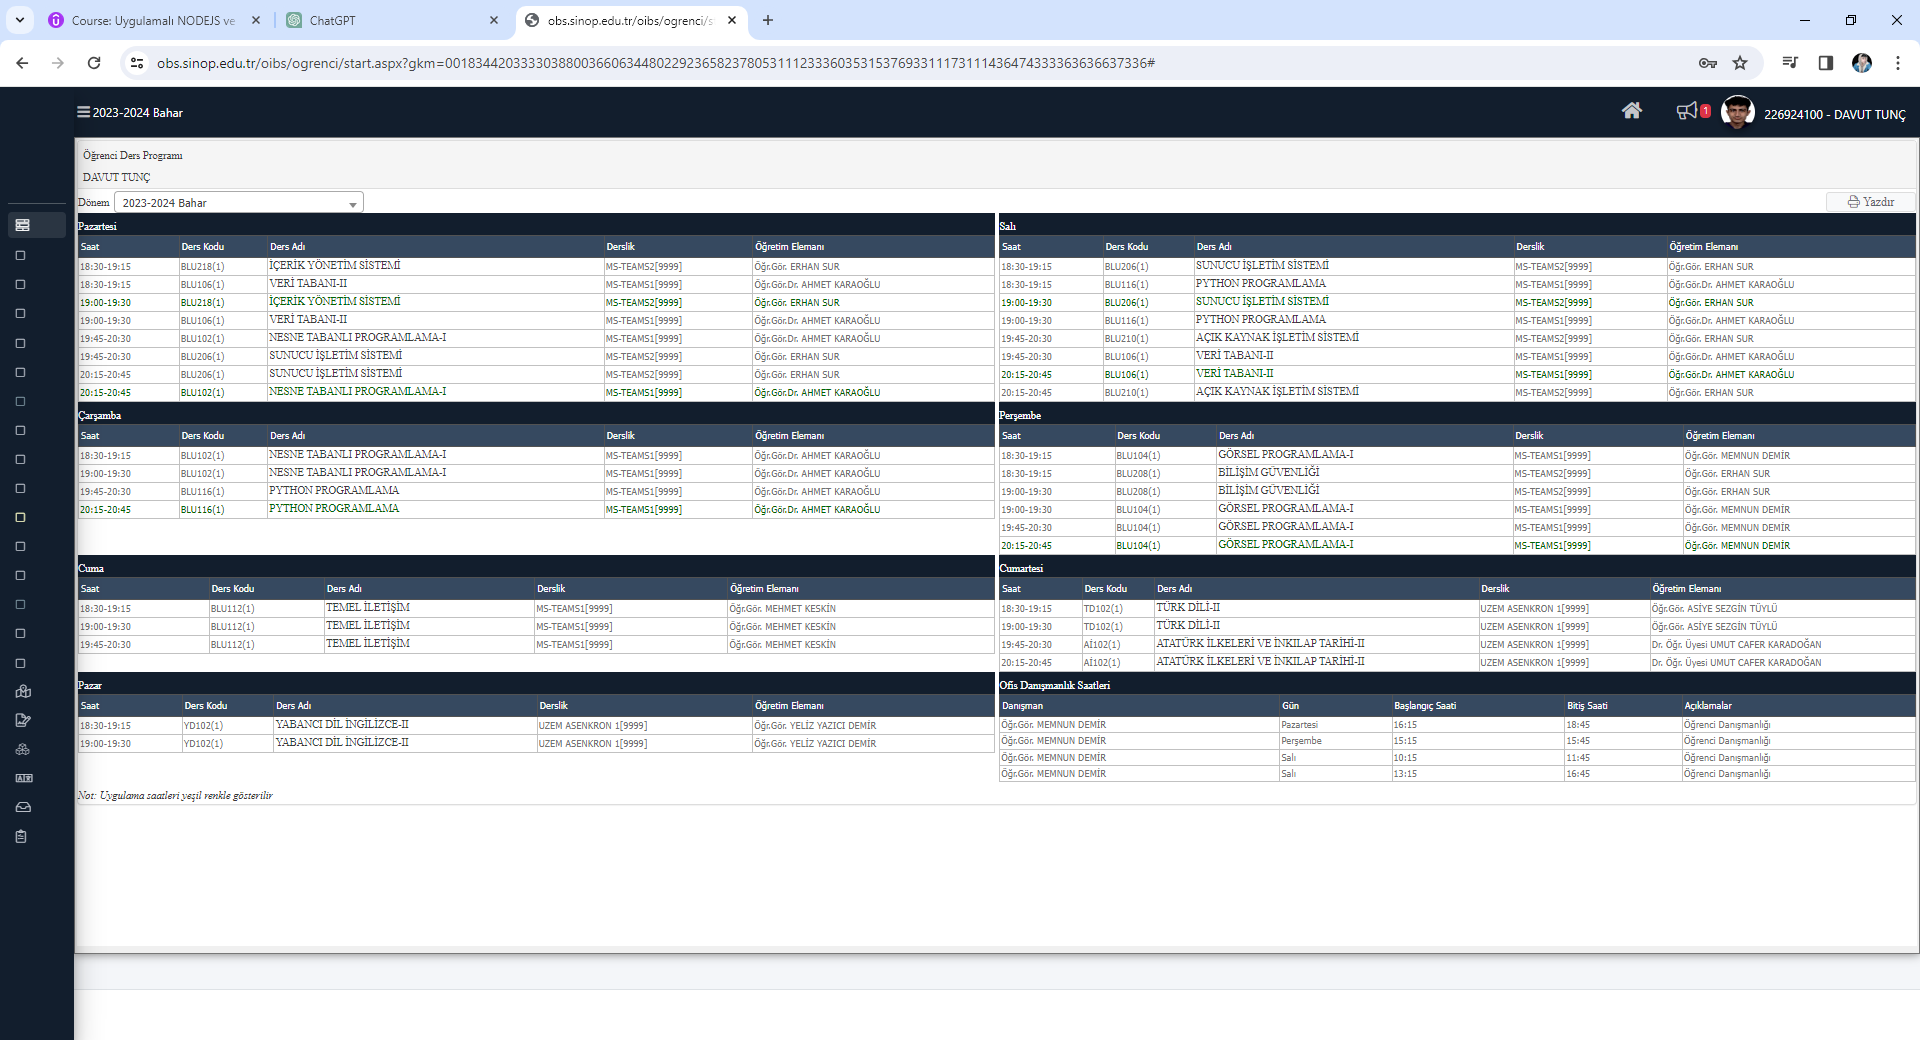 Course: Uygulamalı NODEJS ve
ChatGPT
obs.sinop.edu.tr/oibs/ogrenci/st
2023-2024 Bahar
1
226924100 - DAVUT TUNÇ
Öğrenci Ders Programı
DAVUT TUNÇ
Dönem 2023-2024 Bahar
Yazdır
Pazartesi
Saat Ders Kodu Ders Adı Derslik Öğretim Elemanı
18:30-19:15 BLU218(1) İÇERİK YÖNETİM SİSTEMİ MS-TEAMS2[9999] Öğr.Gör. ERHAN SUR
18:30-19:15 BLU106(1) VERİ TABANI-II MS-TEAMS1[9999] Öğr.Gör.Dr. AHMET KARAOĞLU
19:00-19:30 BLU218(1) İÇERİK YÖNETİM SİSTEMİ MS-TEAMS2[9999] Öğr.Gör. ERHAN SUR
19:00-19:30 BLU106(1) VERİ TABANI-II MS-TEAMS1[9999] Öğr.Gör.Dr. AHMET KARAOĞLU
19:45-20:30 BLU102(1) NESNE TABANLI PROGRAMLAMA-I MS-TEAMS1[9999] Öğr.Gör.Dr. AHMET KARAOĞLU
19:45-20:30 BLU206(1) SUNUCU İŞLETİM SİSTEMİ MS-TEAMS2[9999] Öğr.Gör. ERHAN SUR
20:15-20:45 BLU206(1) SUNUCU İŞLETİM SİSTEMİ MS-TEAMS2[9999] Öğr.Gör. ERHAN SUR
20:15-20:45 BLU102(1) NESNE TABANLI PROGRAMLAMA-I MS-TEAMS1[9999] Öğr.Gör.Dr. AHMET KARAOĞLU
Salı
Saat Ders Kodu Ders Adı Derslik Öğretim Elemanı
18:30-19:15 BLU206(1) SUNUCU İŞLETİM SİSTEMİ MS-TEAMS2[9999] Öğr.Gör. ERHAN SUR
18:30-19:15 BLU116(1) PYTHON PROGRAMLAMA MS-TEAMS1[9999] Öğr.Gör.Dr. AHMET KARAOĞLU
19:00-19:30 BLU206(1) SUNUCU İŞLETİM SİSTEMİ MS-TEAMS2[9999] Öğr.Gör. ERHAN SUR
19:00-19:30 BLU116(1) PYTHON PROGRAMLAMA MS-TEAMS1[9999] Öğr.Gör.Dr. AHMET KARAOĞLU
19:45-20:30 BLU210(1) AÇIK KAYNAK İŞLETİM SİSTEMİ MS-TEAMS2[9999] Öğr.Gör. ERHAN SUR
19:45-20:30 BLU106(1) VERİ TABANI-II MS-TEAMS1[9999] Öğr.Gör.Dr. AHMET KARAOĞLU
20:15-20:45 BLU106(1) VERİ TABANI-II MS-TEAMS1[9999] Öğr.Gör.Dr. AHMET KARAOĞLU
20:15-20:45 BLU210(1) AÇIK KAYNAK İŞLETİM SİSTEMİ MS-TEAMS2[9999] Öğr.Gör. ERHAN SUR
Çarşamba
Saat Ders Kodu Ders Adı Derslik Öğretim Elemanı
18:30-19:15 BLU102(1) NESNE TABANLI PROGRAMLAMA-I MS-TEAMS1[9999] Öğr.Gör.Dr. AHMET KARAOĞLU
19:00-19:30 BLU102(1) NESNE TABANLI PROGRAMLAMA-I MS-TEAMS1[9999] Öğr.Gör.Dr. AHMET KARAOĞLU
19:45-20:30 BLU116(1) PYTHON PROGRAMLAMA MS-TEAMS1[9999] Öğr.Gör.Dr. AHMET KARAOĞLU
20:15-20:45 BLU116(1) PYTHON PROGRAMLAMA MS-TEAMS1[9999] Öğr.Gör.Dr. AHMET KARAOĞLU
Perşembe
Saat Ders Kodu Ders Adı Derslik Öğretim Elemanı
18:30-19:15 BLU104(1) GÖRSEL PROGRAMLAMA-I MS-TEAMS1[9999] Öğr.Gör. MEMNUN DEMİR
18:30-19:15 BLU208(1) BİLİŞİM GÜVENLİĞİ MS-TEAMS2[9999] Öğr.Gör. ERHAN SUR
19:00-19:30 BLU208(1) BİLİŞİM GÜVENLİĞİ MS-TEAMS2[9999] Öğr.Gör. ERHAN SUR
19:00-19:30 BLU104(1) GÖRSEL PROGRAMLAMA-I MS-TEAMS1[9999] Öğr.Gör. MEMNUN DEMİR
19:45-20:30 BLU104(1) GÖRSEL PROGRAMLAMA-I MS-TEAMS1[9999] Öğr.Gör. MEMNUN DEMİR
20:15-20:45 BLU104(1) GÖRSEL PROGRAMLAMA-I MS-TEAMS1[9999] Öğr.Gör. MEMNUN DEMİR
Cuma
Saat Ders Kodu Ders Adı Derslik Öğretim Elemanı
18:30-19:15 BLU112(1) TEMEL İLETİŞİM MS-TEAMS1[9999] Öğr.Gör. MEHMET KESKİN
19:00-19:30 BLU112(1) TEMEL İLETİŞİM MS-TEAMS1[9999] Öğr.Gör. MEHMET KESKİN
19:45-20:30 BLU112(1) TEMEL İLETİŞİM MS-TEAMS1[9999] Öğr.Gör. MEHMET KESKİN
Cumartesi
Saat Ders Kodu Ders Adı Derslik Öğretim Elemanı
18:30-19:15 TD102(1) TÜRK DİLİ-II UZEM ASENKRON 1[9999] Öğr.Gör. ASİYE SEZGİN TÜYLÜ
19:00-19:30 TD102(1) TÜRK DİLİ-II UZEM ASENKRON 1[9999] Öğr.Gör. ASİYE SEZGİN TÜYLÜ
19:45-20:30 Aİ102(1) ATATÜRK İLKELERİ VE İNKILAP TARİHİ-II UZEM ASENKRON 1[9999] Dr. Öğr. Üyesi UMUT CAFER KARADOĞAN
20:15-20:45 Aİ102(1) ATATÜRK İLKELERİ VE İNKILAP TARİHİ-II UZEM ASENKRON 1[9999] Dr. Öğr. Üyesi UMUT CAFER KARADOĞAN
Pazar
Saat Ders Kodu Ders Adı Derslik Öğretim Elemanı
18:30-19:15 YD102(1) YABANCI DİL İNGİLİZCE-II UZEM ASENKRON 1[9999] Öğr.Gör. YELİZ YAZICI DEMİR
19:00-19:30 YD102(1) YABANCI DİL İNGİLİZCE-II UZEM ASENKRON 1[9999] Öğr.Gör. YELİZ YAZICI DEMİR
Ofis Danışmanlık Saatleri
Danışman Gün Başlangıç Saati Bitiş Saati Açıklamalar
Öğr.Gör. MEMNUN DEMİR Pazartesi 16:15 18:45 Öğrenci Danışmanlığı
Öğr.Gör. MEMNUN DEMİR Perşembe 15:15 15:45 Öğrenci Danışmanlığı
Öğr.Gör. MEMNUN DEMİR Salı 10:15 11:45 Öğrenci Danışmanlığı
Öğr.Gör. MEMNUN DEMİR Salı 13:15 16:45 Öğrenci Danışmanlığı
Not: Uygulama saatleri yeşil renkle gösterilir